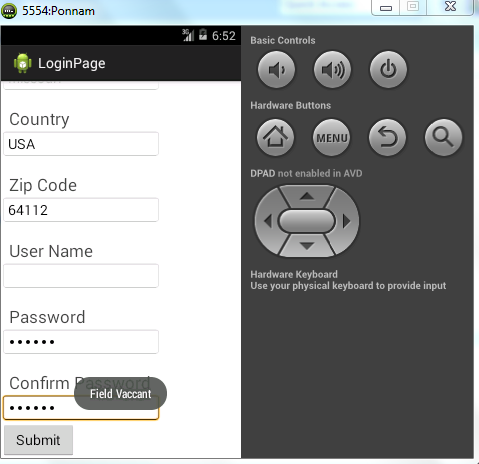 5554:Ponnam
3G 6:52
LoginPage
Country
USA
Zip Code
64112
User Name
Password
••••••
Confirm Password
Field Vaccant
••••••
Submit
Basic Controls
Hardware Buttons
MENU
DPAD not enabled in AVD
Hardware Keyboard
Use your physical keyboard to provide input